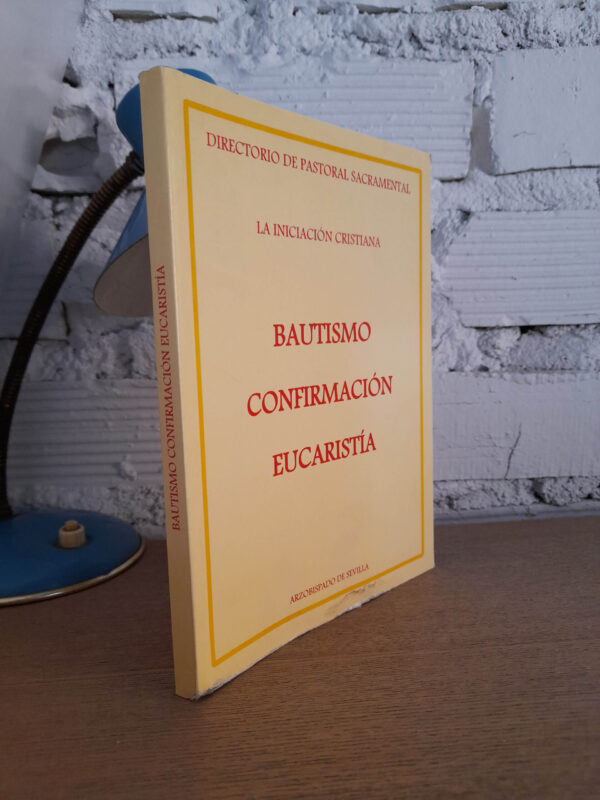 DIRECTORIO DE PASTORAL SACRAMENTAL
LA INICIACIÓN CRISTIANA
BAUTISMO
CONFIRMACIÓN
EUCARISTÍA
ARZOBISPADO DE SEVILLA
BAUTISMO CONFIRMACIÓN EUCARISTÍA